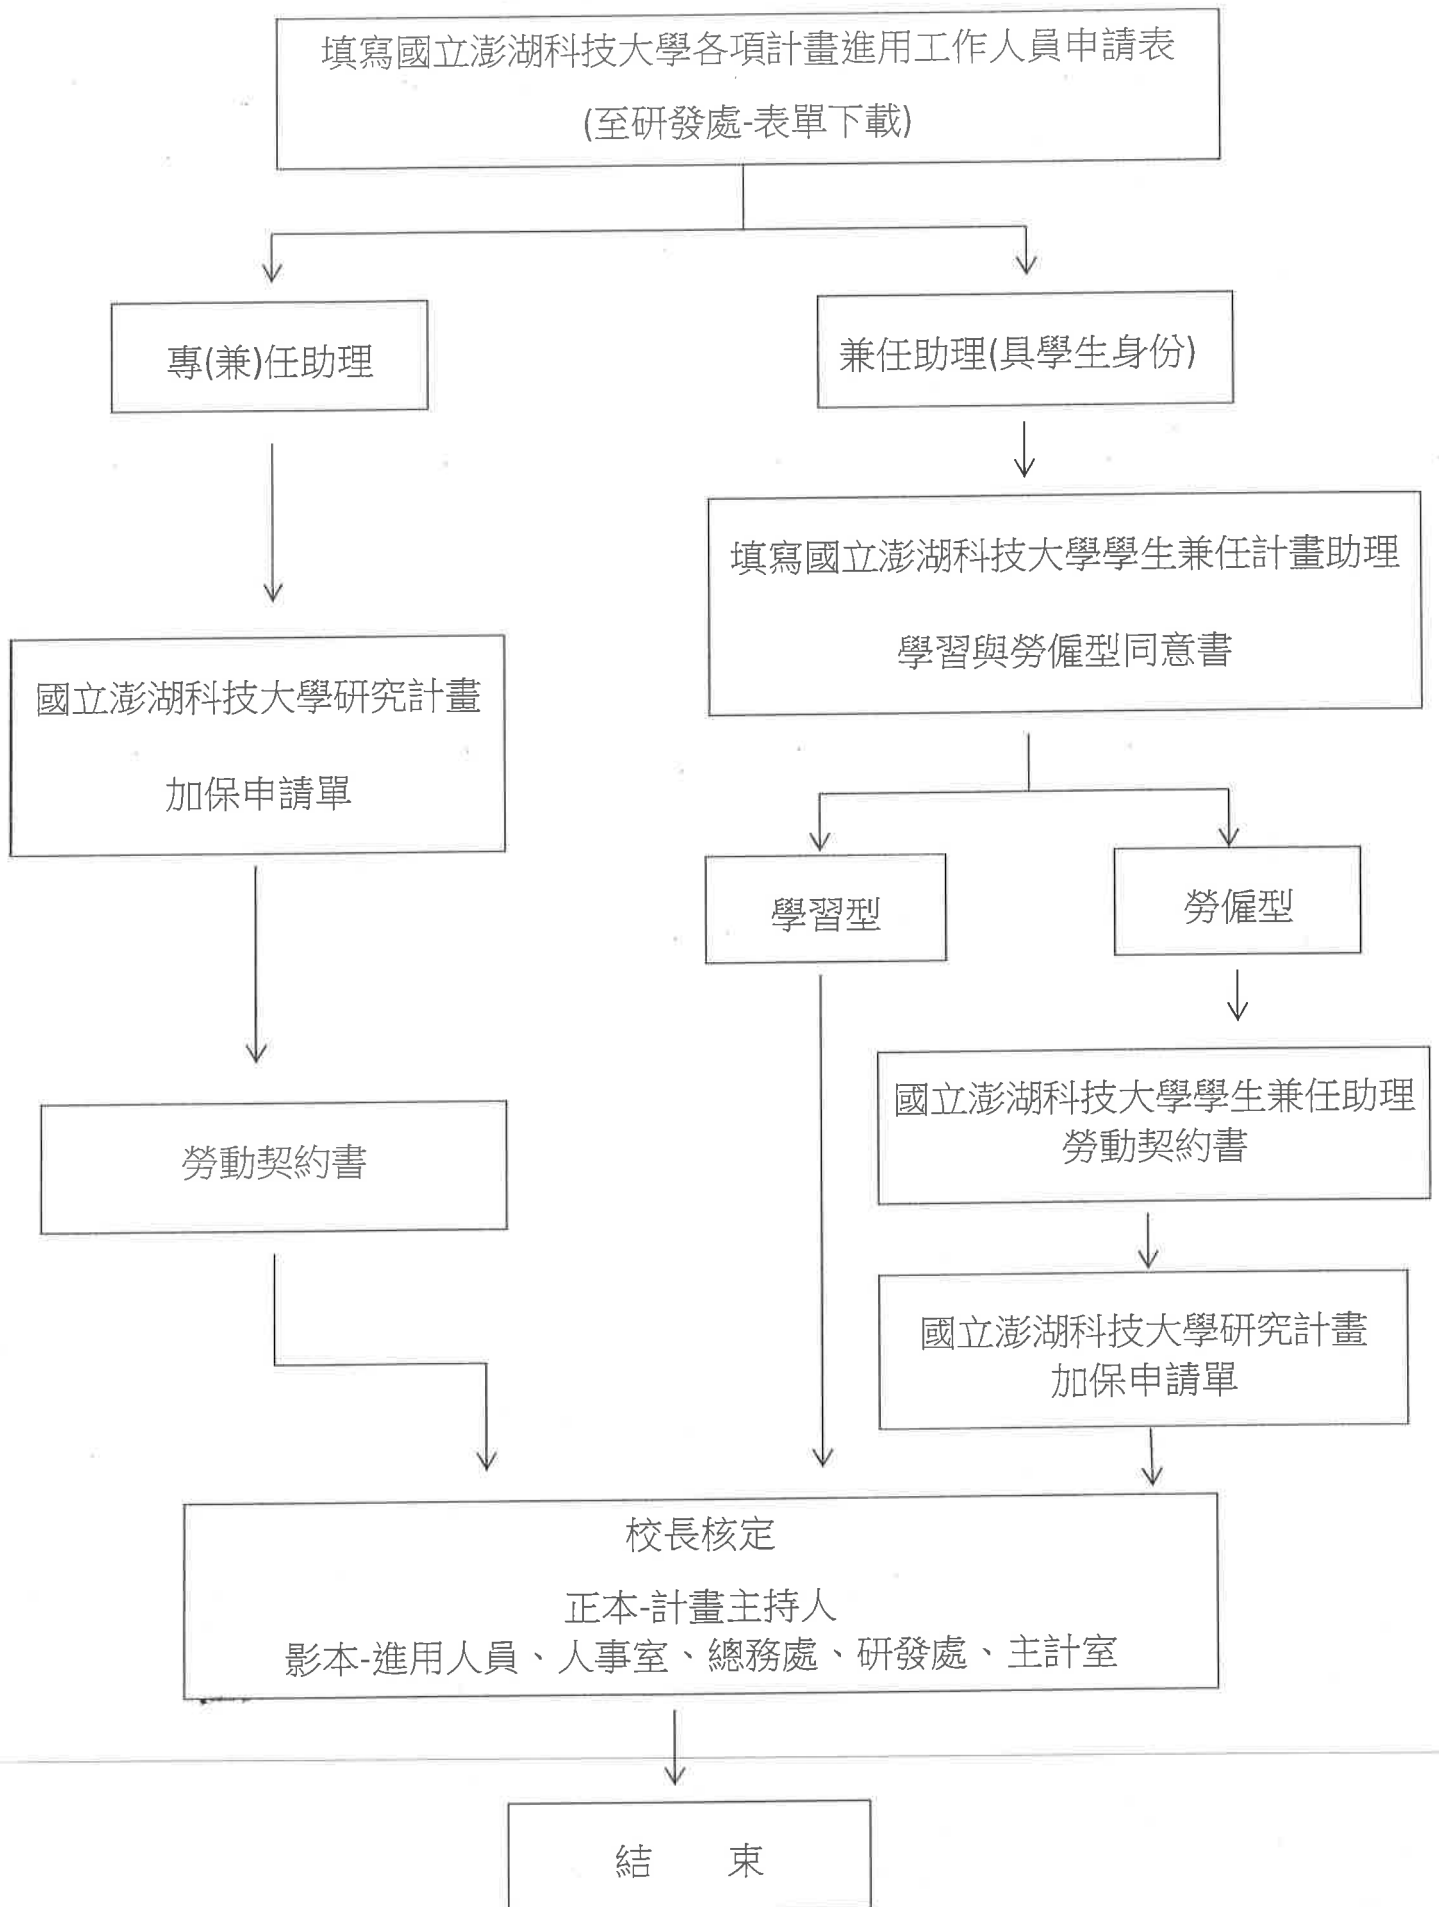 填寫國立澎湖科技大學各項計畫進用工作人員申請表
(至研發處-表單下載)
專(兼)任助理
兼任助理(具學生身份)
填寫國立澎湖科技大學學生兼任計畫助理
學習與勞僱型同意書
國立澎湖科技大學研究計畫
加保申請單
學習型
勞僱型
國立澎湖科技大學學生兼任助理
勞動契約書
勞動契約書
國立澎湖科技大學研究計畫
加保申請單
校長核定
正本-計畫主持人
影本-進用人員、人事室、總務處、研發處、主計室
結 束